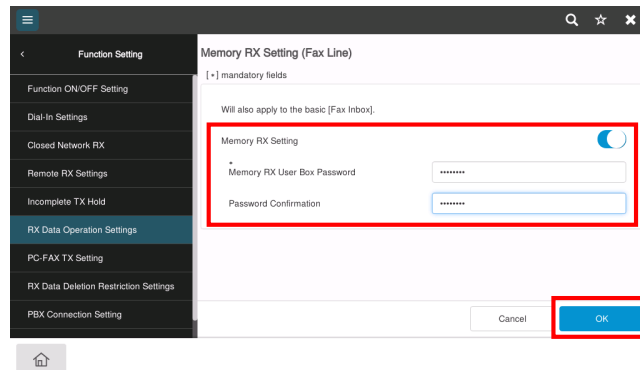 Function Setting
Memory RX Setting (Fax Line)
[*] mandatory fields
Function ON/OFF Setting
Dial-In Settings
Closed Network RX
Remote RX Settings
Incomplete TX Hold
RX Data Operation Settings
PC-FAX TX Setting
RX Data Deletion Restriction Settings
PBX Connection Setting
Will also apply to the basic [Fax Inbox].
Memory RX Setting
*
Memory RX User Box Password ••••••••
Password Confirmation ••••••••
Cancel OK